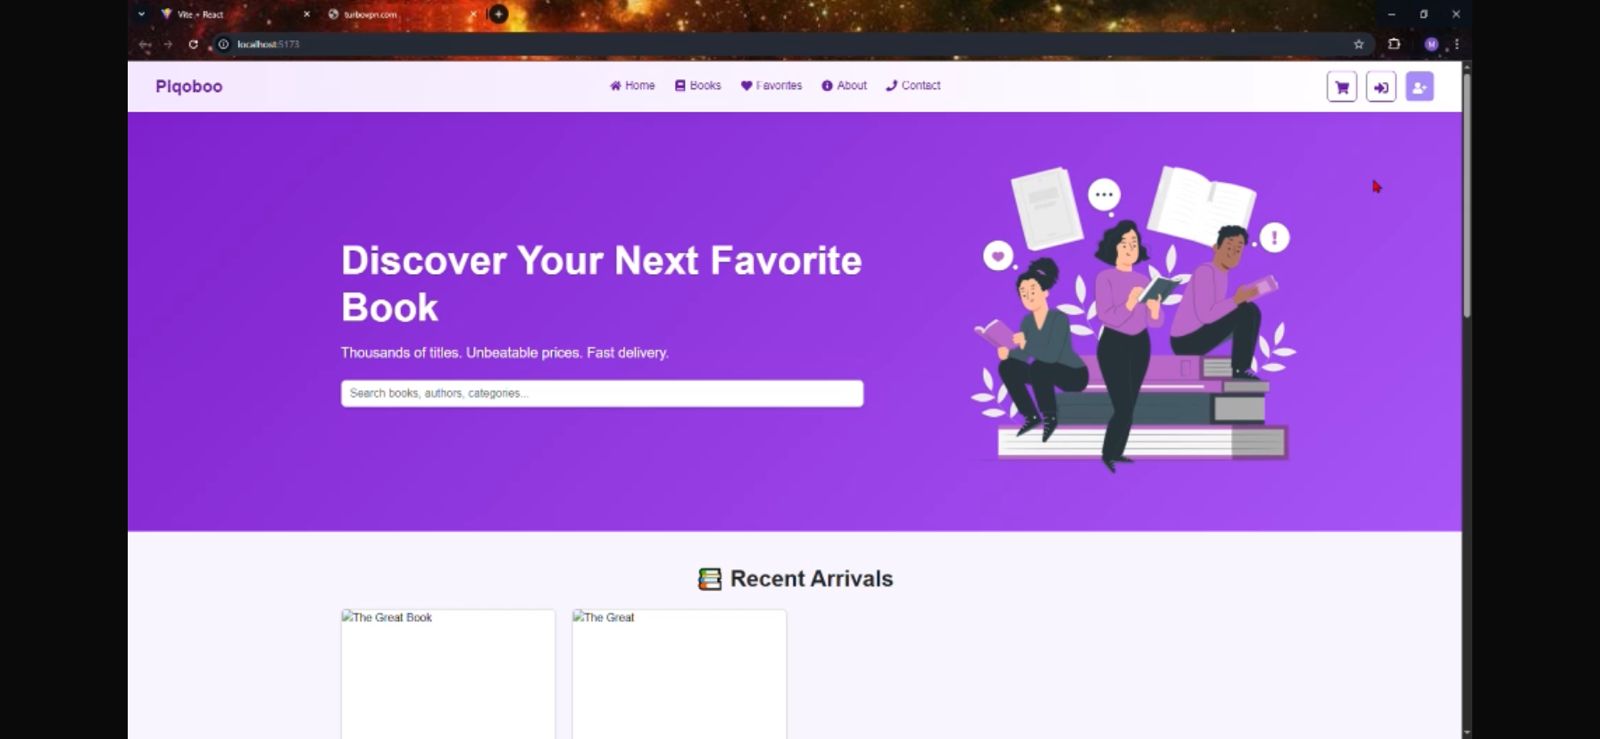 Vite + React
turbovpn.com
localhost:5173
M
Plqoboo
Home
Books
Favorites
About
Contact
Discover Your Next Favorite
Book
Thousands of titles. Unbeatable prices. Fast delivery.
Search books, authors, categories...
Recent Arrivals
The Great Book
The Great